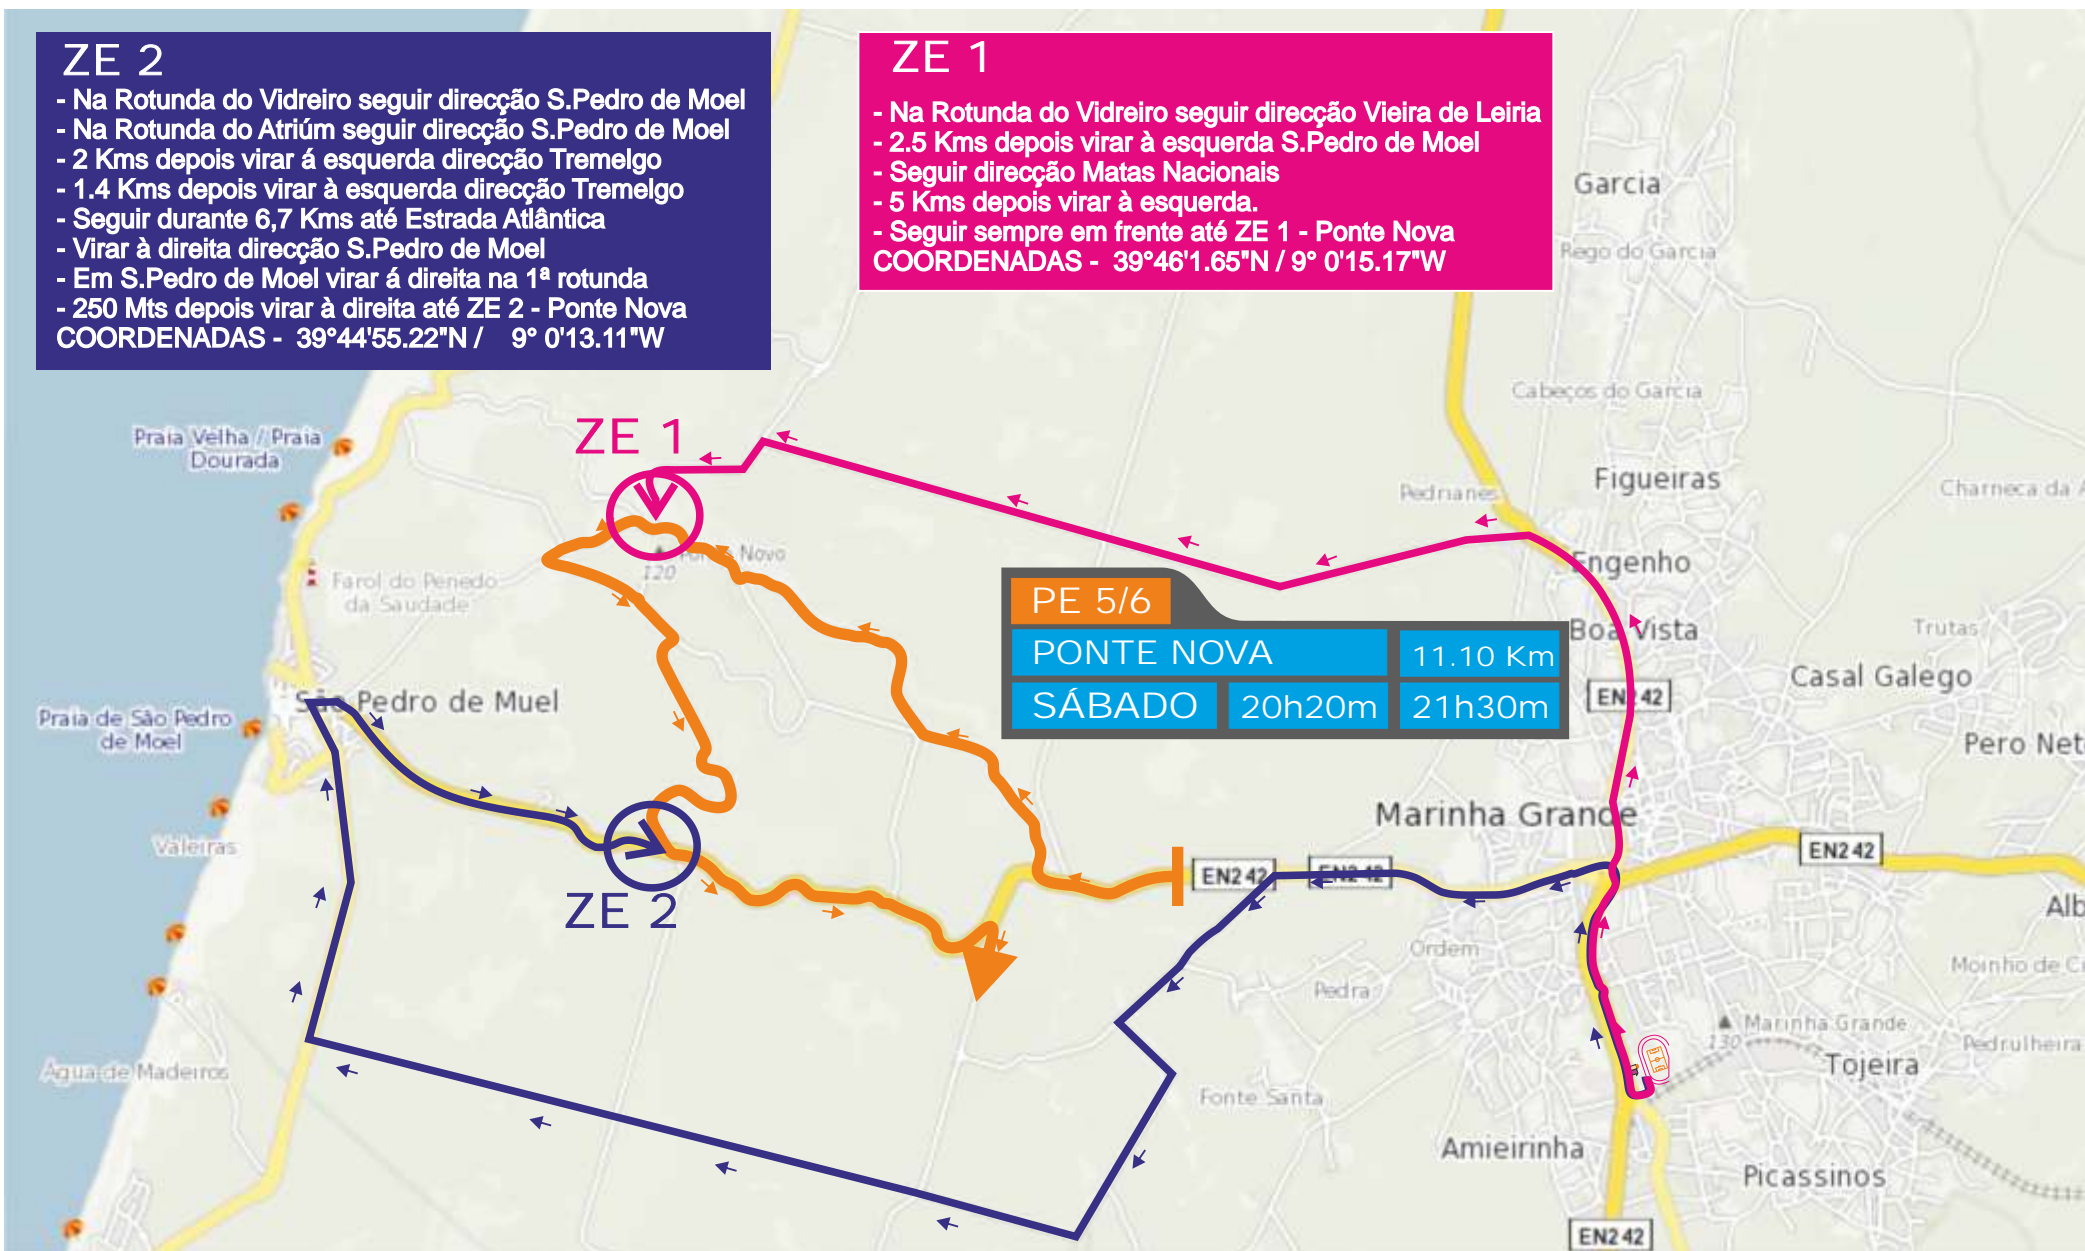 ZE 2
- Na Rotunda do Vidreiro seguir direcção S.Pedro de Moel
- Na Rotunda do Atriúm seguir direcção S.Pedro de Moel
- 2 Kms depois virar á esquerda direcção Tremelgo
- 1.4 Kms depois virar à esquerda direcção Tremelgo
- Seguir durante 6,7 Kms até Estrada Atlântica
- Virar à direita direcção S.Pedro de Moel
- Em S.Pedro de Moel virar á direita na 1ª rotunda
- 250 Mts depois virar à direita até ZE 2 - Ponte Nova
COORDENADAS - 39°44'55.22"N / 9° 0'13.11"W
ZE 1
- Na Rotunda do Vidreiro seguir direcção Vieira de Leiria
- 2.5 Kms depois virar à esquerda S.Pedro de Moel
- Seguir direcção Matas Nacionais
- 5 Kms depois virar à esquerda.
- Seguir sempre em frente até ZE 1 - Ponte Nova
COORDENADAS - 39°46'1.65"N / 9° 0'15.17"W
Garcia
Rego do Garcia
Cabeços do Garcia
Praia Velha / Praia
Dourada
ZE 1
Pedrianes
Figueiras
Charneca da
Novo
120
Engenho
Farol do Penedo
da Saudade
PE 5/6
PONTE NOVA
11.10 Km
SÁBADO
20h20m
21h30m
Boa Vista
Trutas
Casal Galego
EN242
São Pedro de Muel
Praia de São Pedro
de Moel
Pero Net
Marinha Grande
Valeiras
EN242
EN242
EN242
ZE 2
Alb
Ordem
Pedra
Moinho de C
Marinha Grande
130
Pedrulheira
Tojeira
Água de Madeiros
Fonte Santa
Amieirinha
Picassinos
EN242